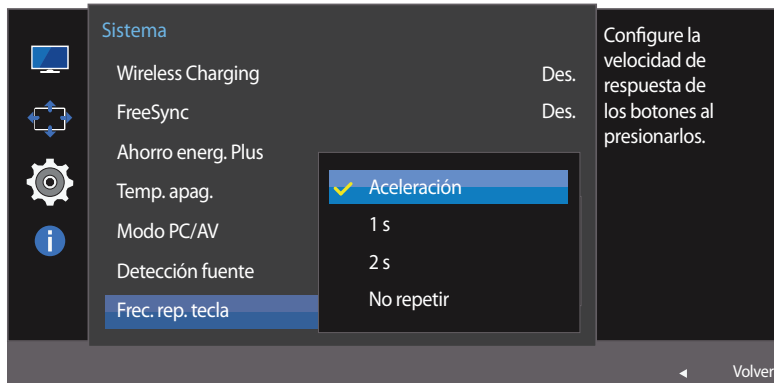 Sistema
Wireless Charging Des.
FreeSync Des.
Ahorro energ. Plus
Temp. apag.
Modo PC/AV
Detección fuente
Frec. rep. tecla
Aceleración
1 s
2 s
No repetir
Configure la
velocidad de
respuesta de
los botones al
presionarlos.
Volver